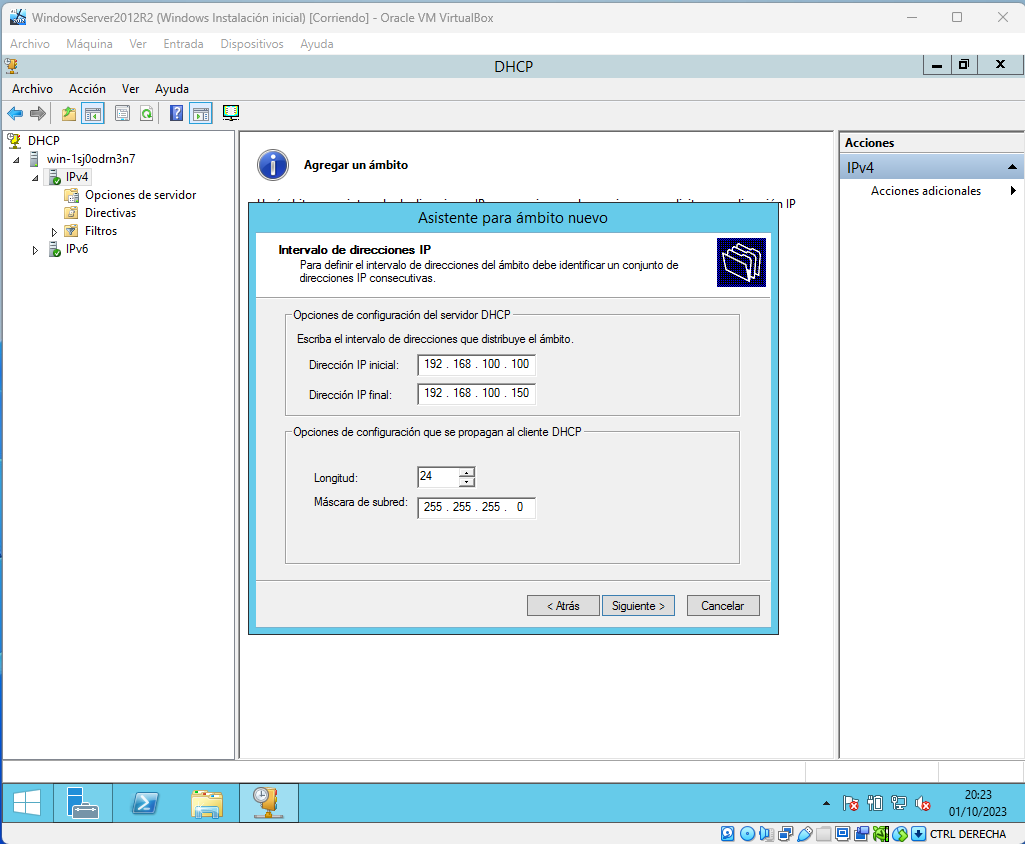 WindowsServer2012R2 (Windows Instalación inicial) [Corriendo] - Oracle VM VirtualBox
Archivo Máquina Ver Entrada Dispositivos Ayuda
DHCP
Archivo Acción Ver Ayuda
DHCP
win-1sj0odrn3n7
IPv4
Opciones de servidor
Directivas
Filtros
IPv6
Agregar un ámbito
IP
Asistente para ámbito nuevo
Intervalo de direcciones IP
Para definir el intervalo de direcciones del ámbito debe identificar un conjunto de
direcciones IP consecutivas.
Opciones de configuración del servidor DHCP
Escriba el intervalo de direcciones que distribuye el ámbito.
Dirección IP inicial: 192 . 168 . 100 . 100
Dirección IP final: 192 . 168 . 100 . 150
Opciones de configuración que se propagan al cliente DHCP
Longitud: 24
Máscara de subred: 255 . 255 . 255 . 0
< Atrás Siguiente > Cancelar
Acciones
IPv4
Acciones adicionales
20:23
01/10/2023
CTRL DERECHA